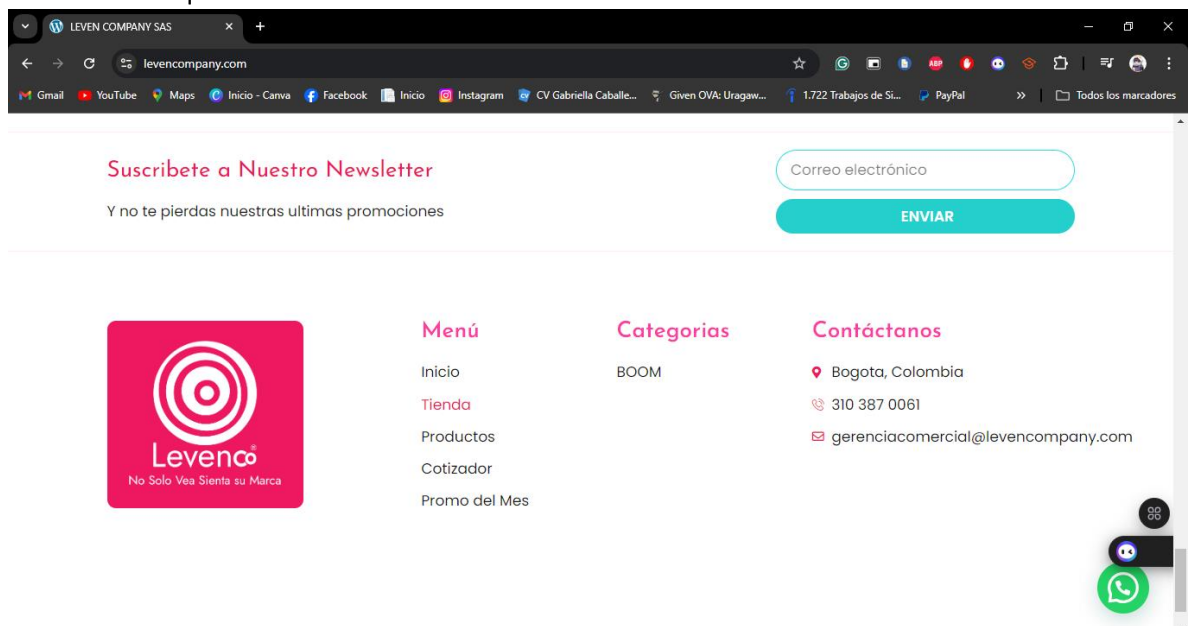 LEVEN COMPANY SAS
levencompany.com
Gmail YouTube Maps Inicio - Canva Facebook Inicio Instagram CV Gabriella Caballe... Given OVA: Uragaw... 1.722 Trabajos de Si... PayPal Todos los marcadores
Suscribete a Nuestro Newsletter
Y no te pierdas nuestras ultimas promociones
Correo electrónico
ENVIAR
Levenco
No Solo Vea Sienta su Marca
Menú
Inicio
Tienda
Productos
Cotizador
Promo del Mes
Categorias
BOOM
Contáctanos
Bogota, Colombia
310 387 0061
gerenciacomercial@levencompany.com